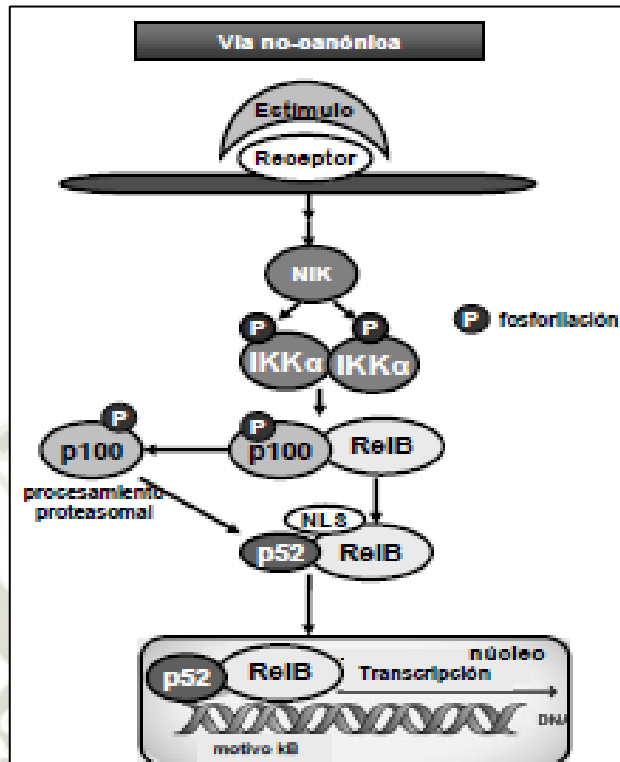 Vía no-canónica
Estímulo
Receptor
NIK
P
P
P fosforilación
IKKα IKKα
P
P
p100
p100
RelB
procesamiento
proteasomal
NLS
p52
RelB
núcleo
p52
RelB
Transcripción
DNA
motivo kB